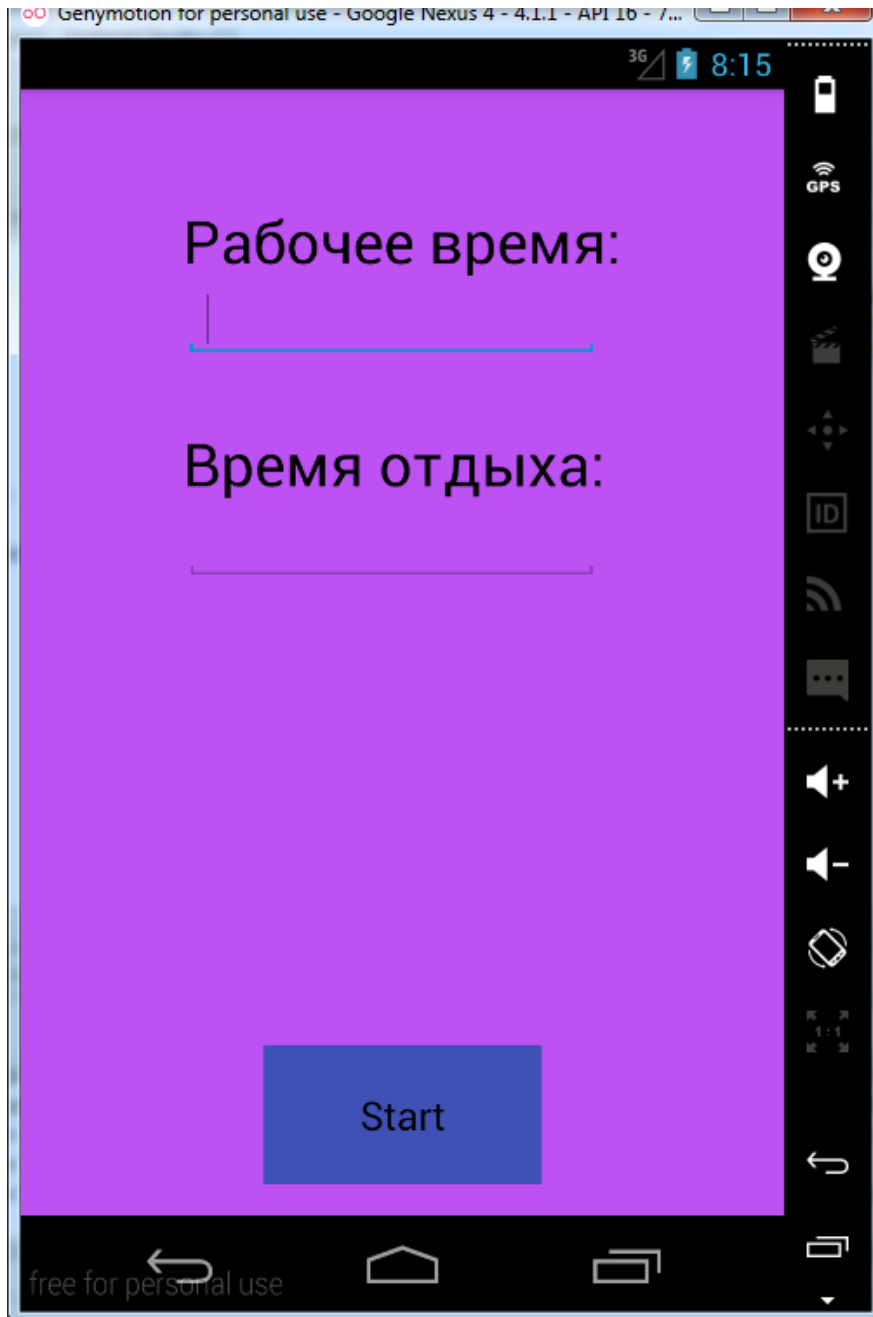 Genymotion for personal use - Google Nexus 4 - 4.1.1 - API 16 - 7...
3G 8:15
GPS
Рабочее время:
Время отдыха:
ID
1:1
Start
free for personal use